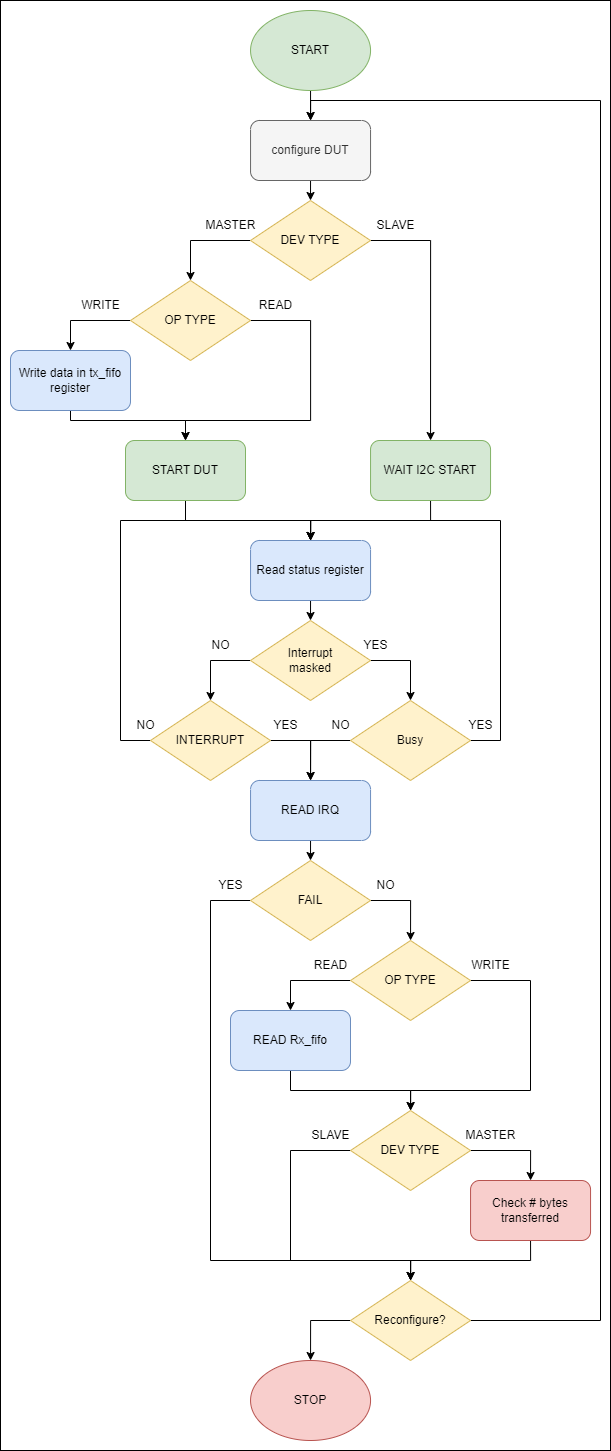 START
configure DUT
MASTER
SLAVE
DEV TYPE
WRITE
READ
OP TYPE
Write data in tx_fifo
register
START DUT
WAIT I2C START
Read status register
NO
YES
Interrupt
masked
NO
INTERRUPT
YES
NO
Busy
YES
READ IRQ
YES
NO
FAIL
READ
WRITE
OP TYPE
READ Rx_fifo
SLAVE
MASTER
DEV TYPE
Check # bytes
transferred
Reconfigure?
STOP